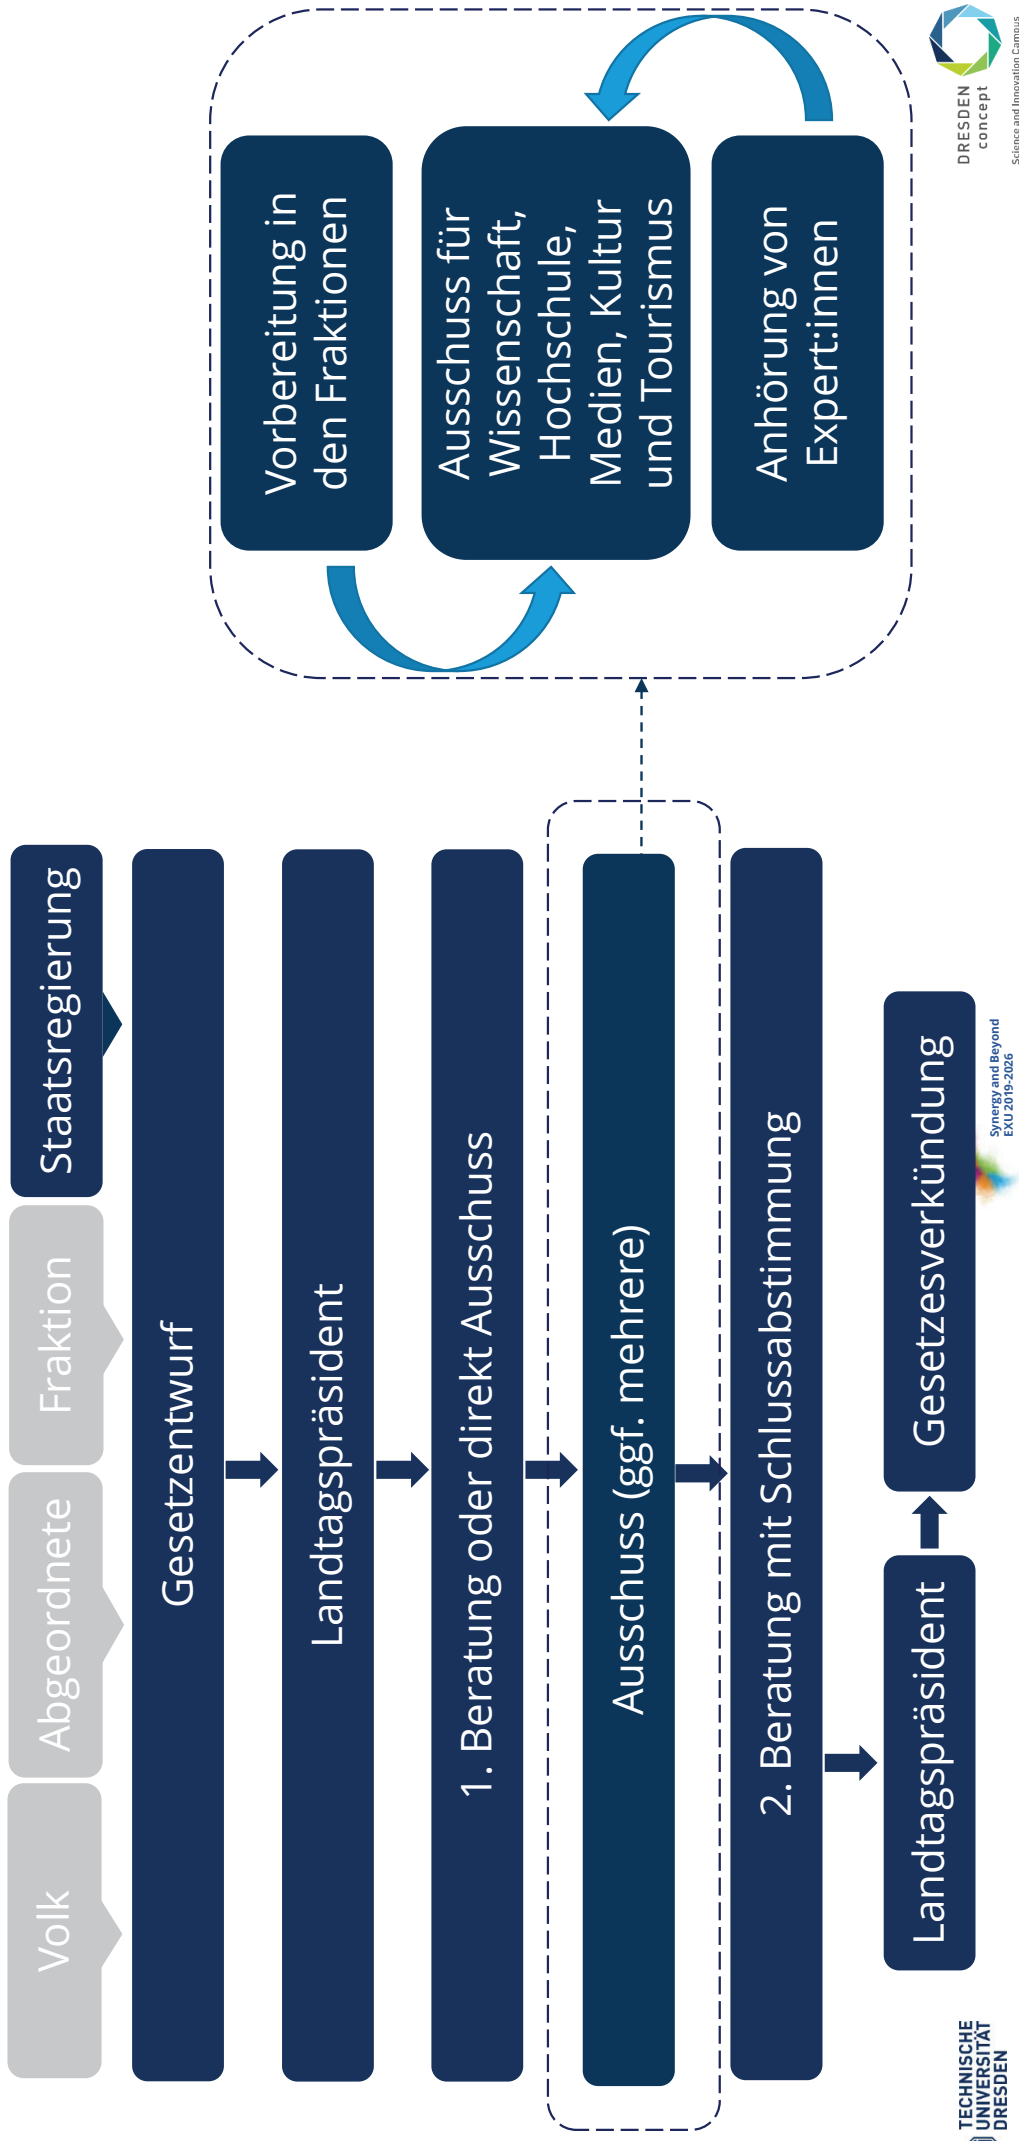 Volk
Abgeordnete
Fraktion
Staatsregierung
Gesetzentwurf
Landtagspräsident
1. Beratung oder direkt Ausschuss
Ausschuss (ggf. mehrere)
2. Beratung mit Schlussabstimmung
Landtagspräsident
Gesetzesverkündung
Vorbereitung in
den Fraktionen
Ausschuss für
Wissenschaft,
Hochschule,
Medien, Kultur
und Tourismus
Anhörung von
Expert:innen
TECHNISCHE
UNIVERSITÄT
DRESDEN
Synergy and Beyond
EXU 2019-2026
DRESDEN
concept
Science and Innovation Campus